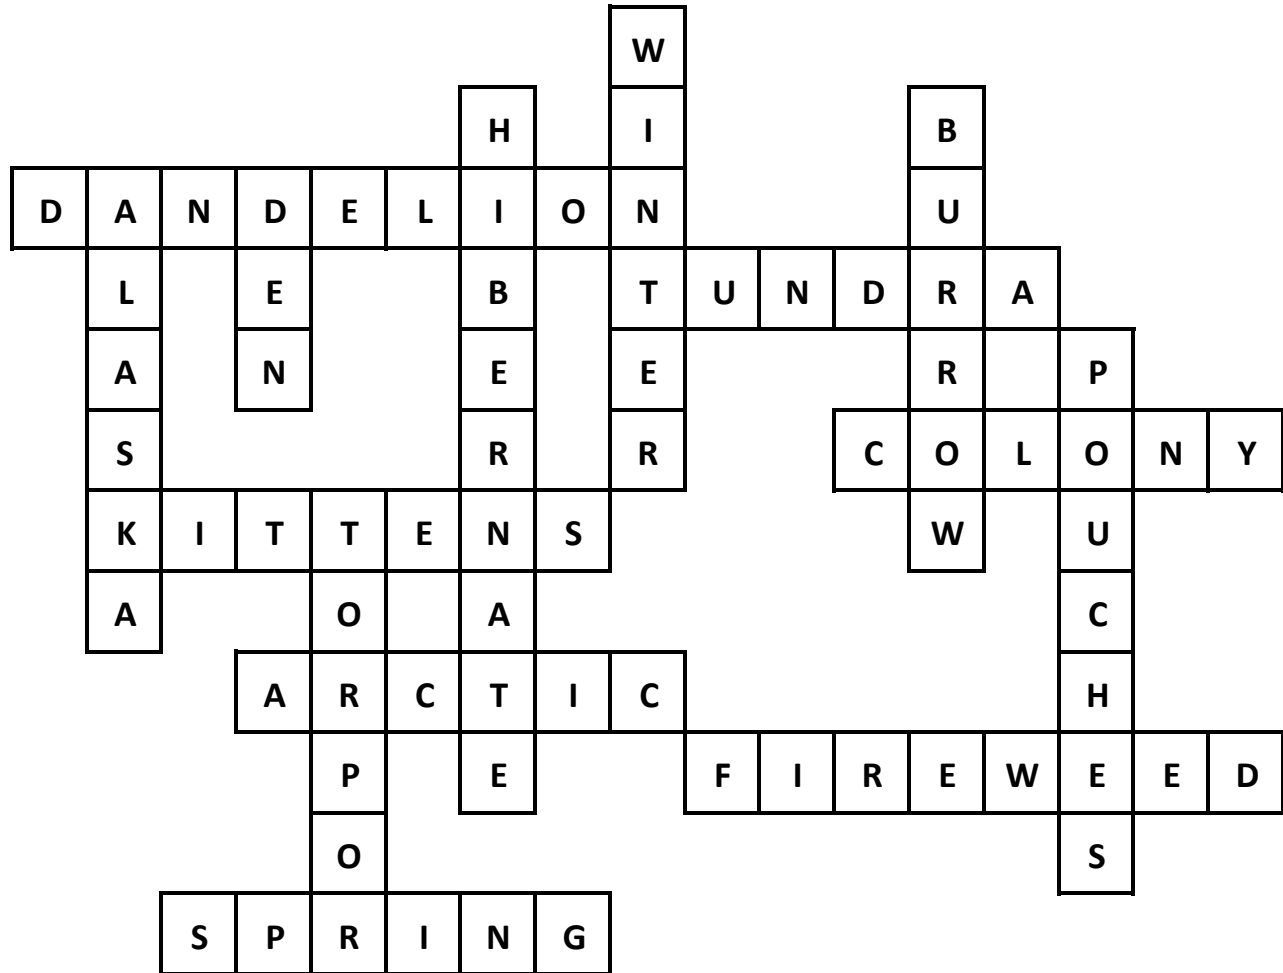 W
H I B
D A N D E L I O N U
L E B T U N D R A
A N E E R P
S R R C O L O N Y
K I T T E N S W U
A O A C
A R C T I C H
P E F I R E W E E D
O S
S P R I N G